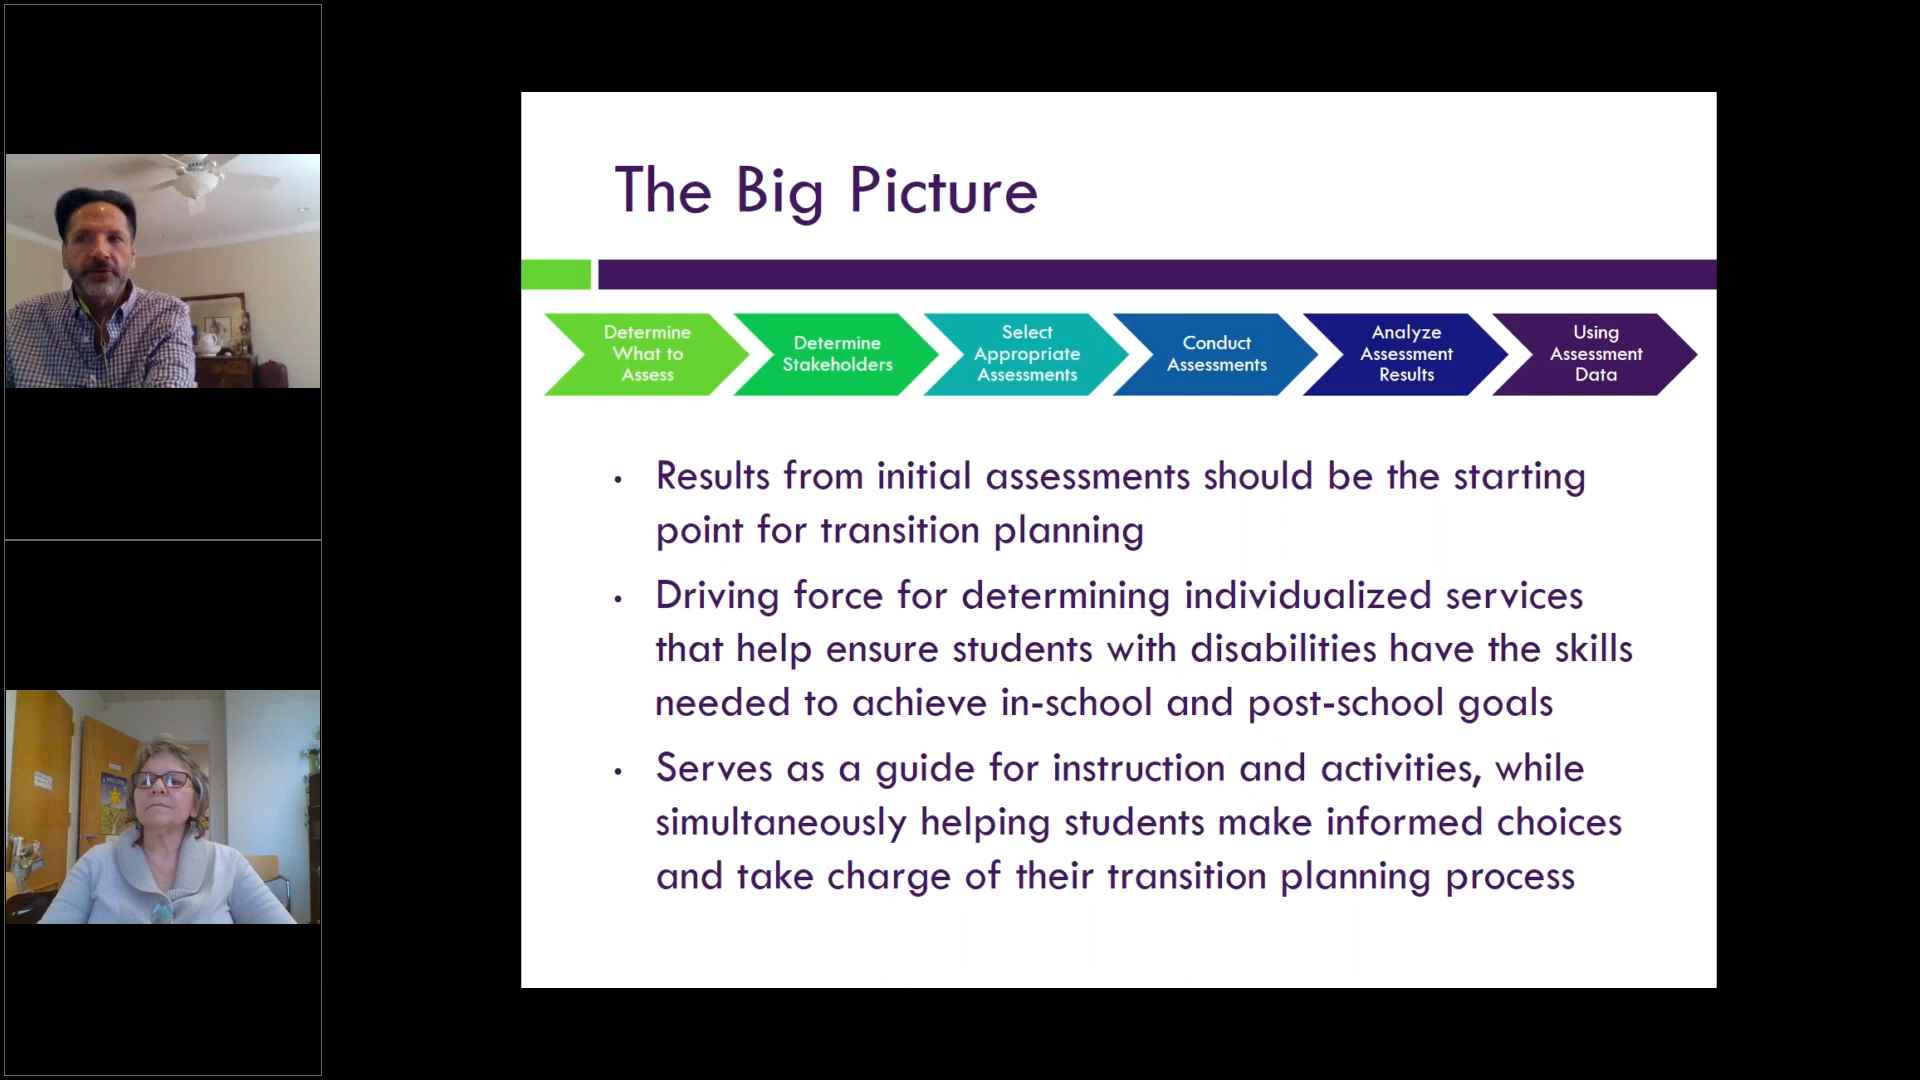 The Big Picture
Determine
What to
Assess
Determine
Stakeholders
Select
Appropriate
Assessments
Conduct
Assessments
Analyze
Assessment
Results
Using
Assessment
Data
• Results from initial assessments should be the starting
point for transition planning
• Driving force for determining individualized services
that help ensure students with disabilities have the skills
needed to achieve in-school and post-school goals
• Serves as a guide for instruction and activities, while
simultaneously helping students make informed choices
and take charge of their transition planning process